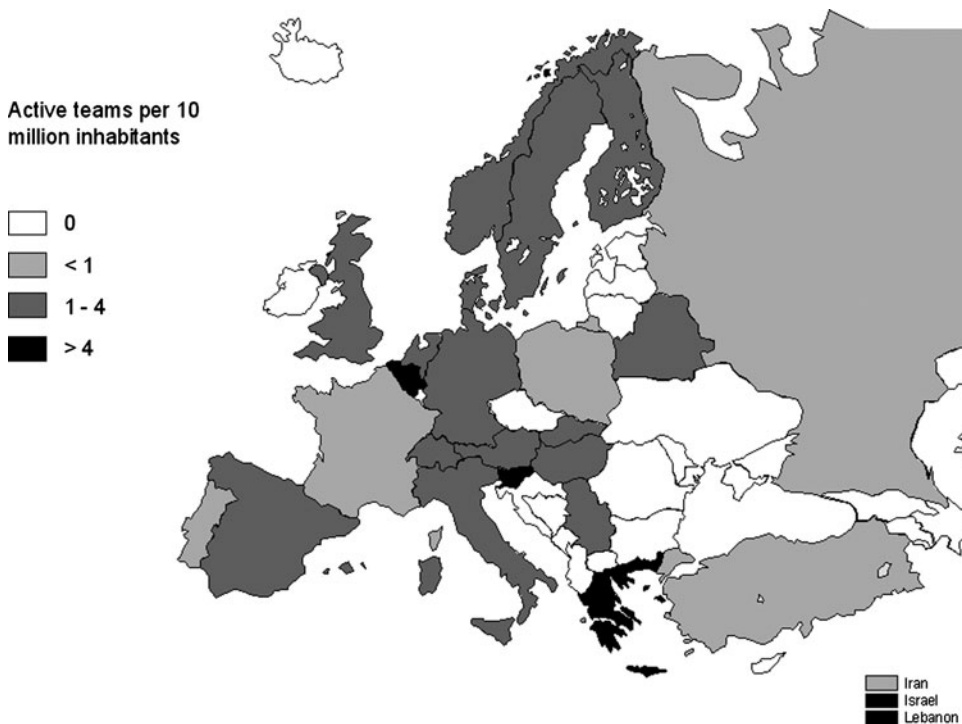 Active teams per 10
million inhabitants
0
< 1
1 - 4
> 4
Iran
Israel
Lebanon